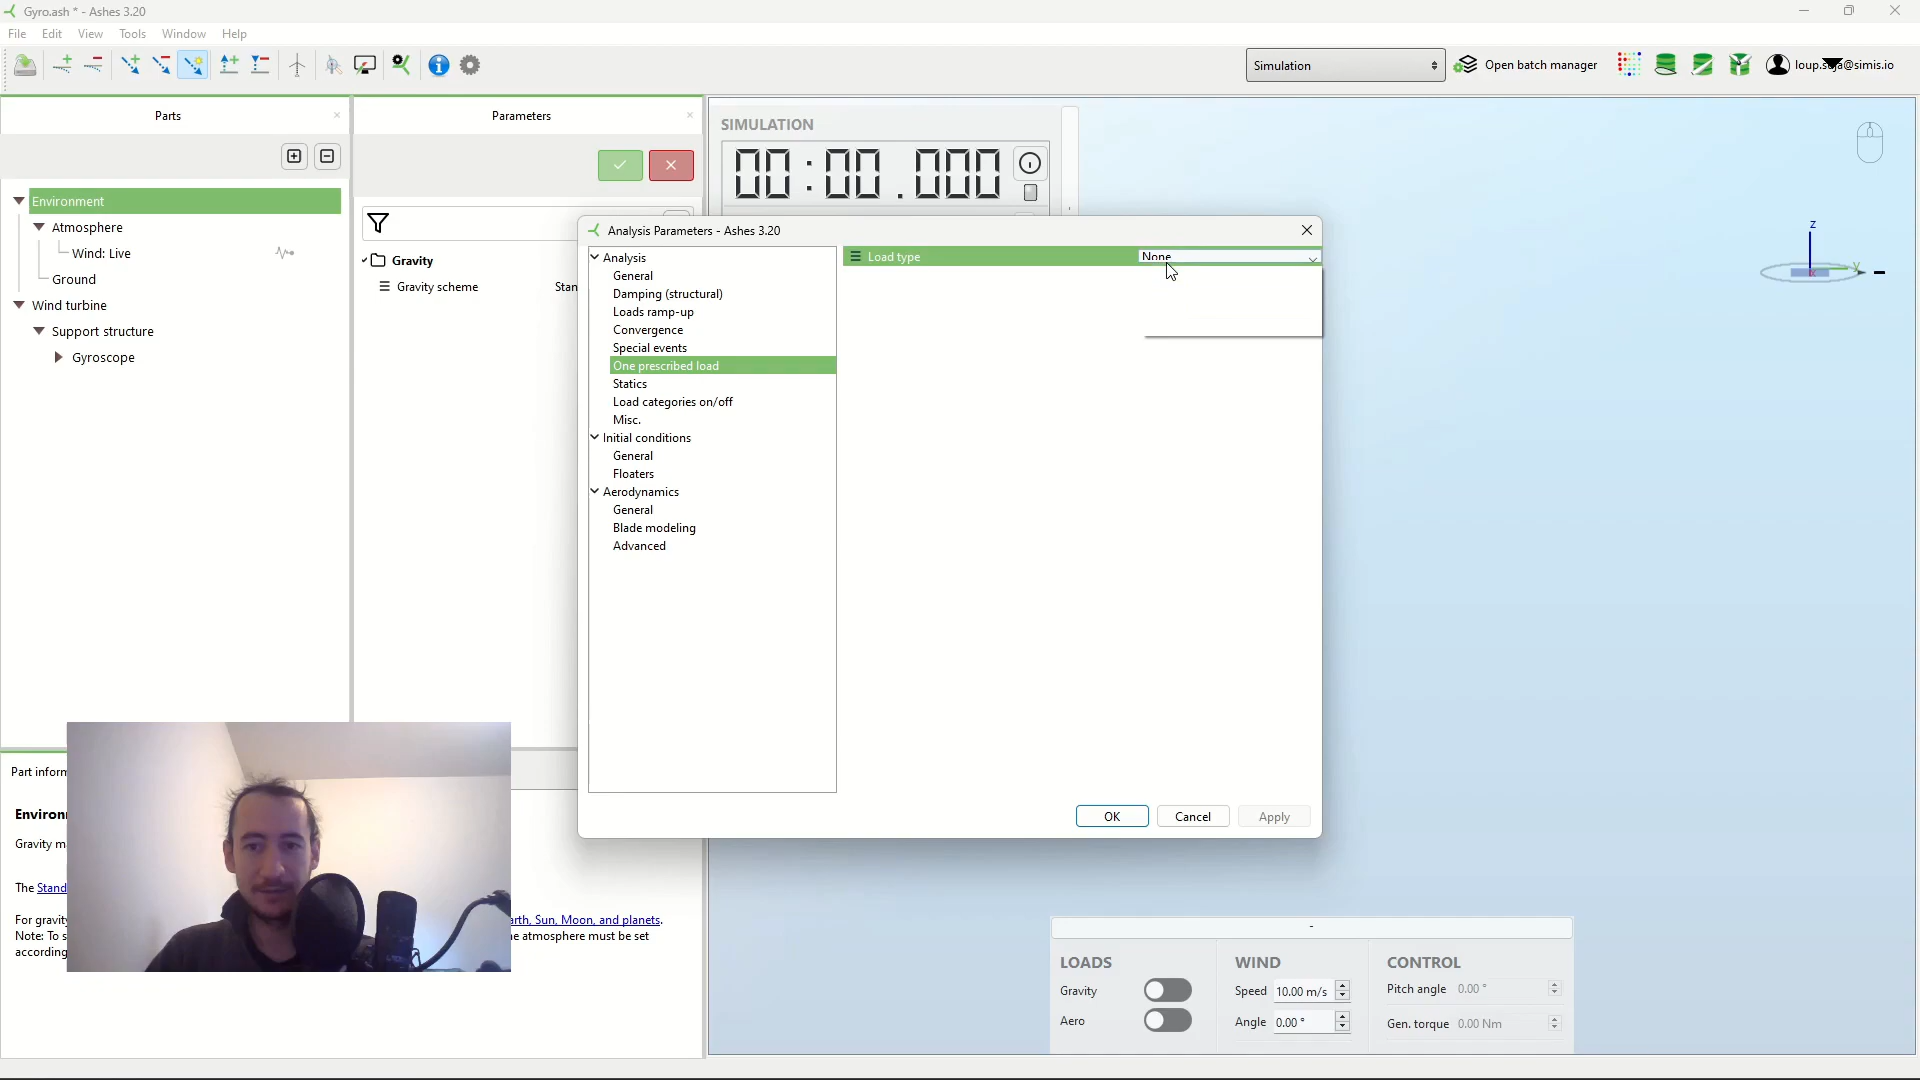 Gyro.ash * - Ashes 3.20
File Edit View Tools Window Help
Simulation
Open batch manager
Parts
Parameters
Environment
Atmosphere
Wind: Live
Ground
Wind turbine
Support structure
Gyroscope
Gravity
Gravity scheme
Stan
SIMULATION
00:00.000
z
y
x
Analysis Parameters - Ashes 3.20
Analysis
General
Damping (structural)
Loads ramp-up
Convergence
Special events
One prescribed load
Statics
Load categories on/off
Misc.
Initial conditions
General
Floaters
Aerodynamics
General
Blade modeling
Advanced
Load type
None
OK
Cancel
Apply
Part inform
Environ
Gravity m
The Stand
For gravity arth, Sun, Moon, and planets.
Note: To s e atmosphere must be set
according
-
LOADS
Gravity
Aero
WIND
Speed 10.00 m/s
Angle 0.00 °
CONTROL
Pitch angle 0.00 °
Gen. torque 0.00 Nm